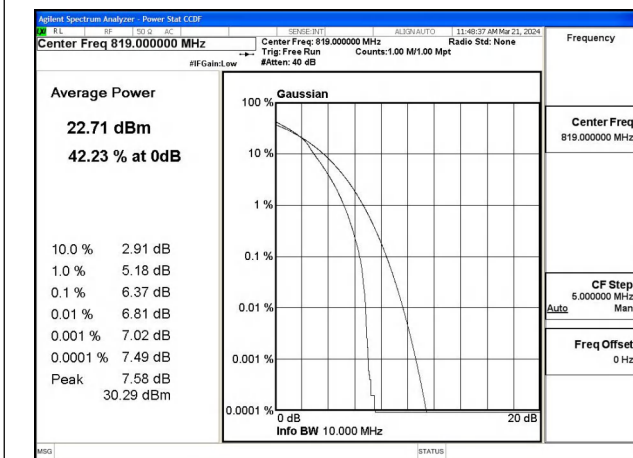 Agilent Spectrum Analyzer - Power Stat CCDF
RL RF 50 Ω AC SENSE:INT ALIGN AUTO 11:48:37 AM Mar 21, 2024
Center Freq 819.000000 MHz
Center Freq: 819.000000 MHz Radio Std: None
Trig: Free Run Counts:1.00 M/1.00 Mpt
#IFGain:Low #Atten: 40 dB
Frequency
Average Power
22.71 dBm
42.23 % at 0dB
10.0 % 2.91 dB
1.0 % 5.18 dB
0.1 % 6.37 dB
0.01 % 6.81 dB
0.001 % 7.02 dB
0.0001 % 7.49 dB
Peak 7.58 dB
30.29 dBm
Gaussian
100 %
10 %
1 %
0.1 %
0.01 %
0.001 %
0.0001 %
0 dB 20 dB
Info BW 10.000 MHz
Center Freq
819.000000 MHz
CF Step
5.000000 MHz
Auto Man
Freq Offset
0 Hz
MSG STATUS